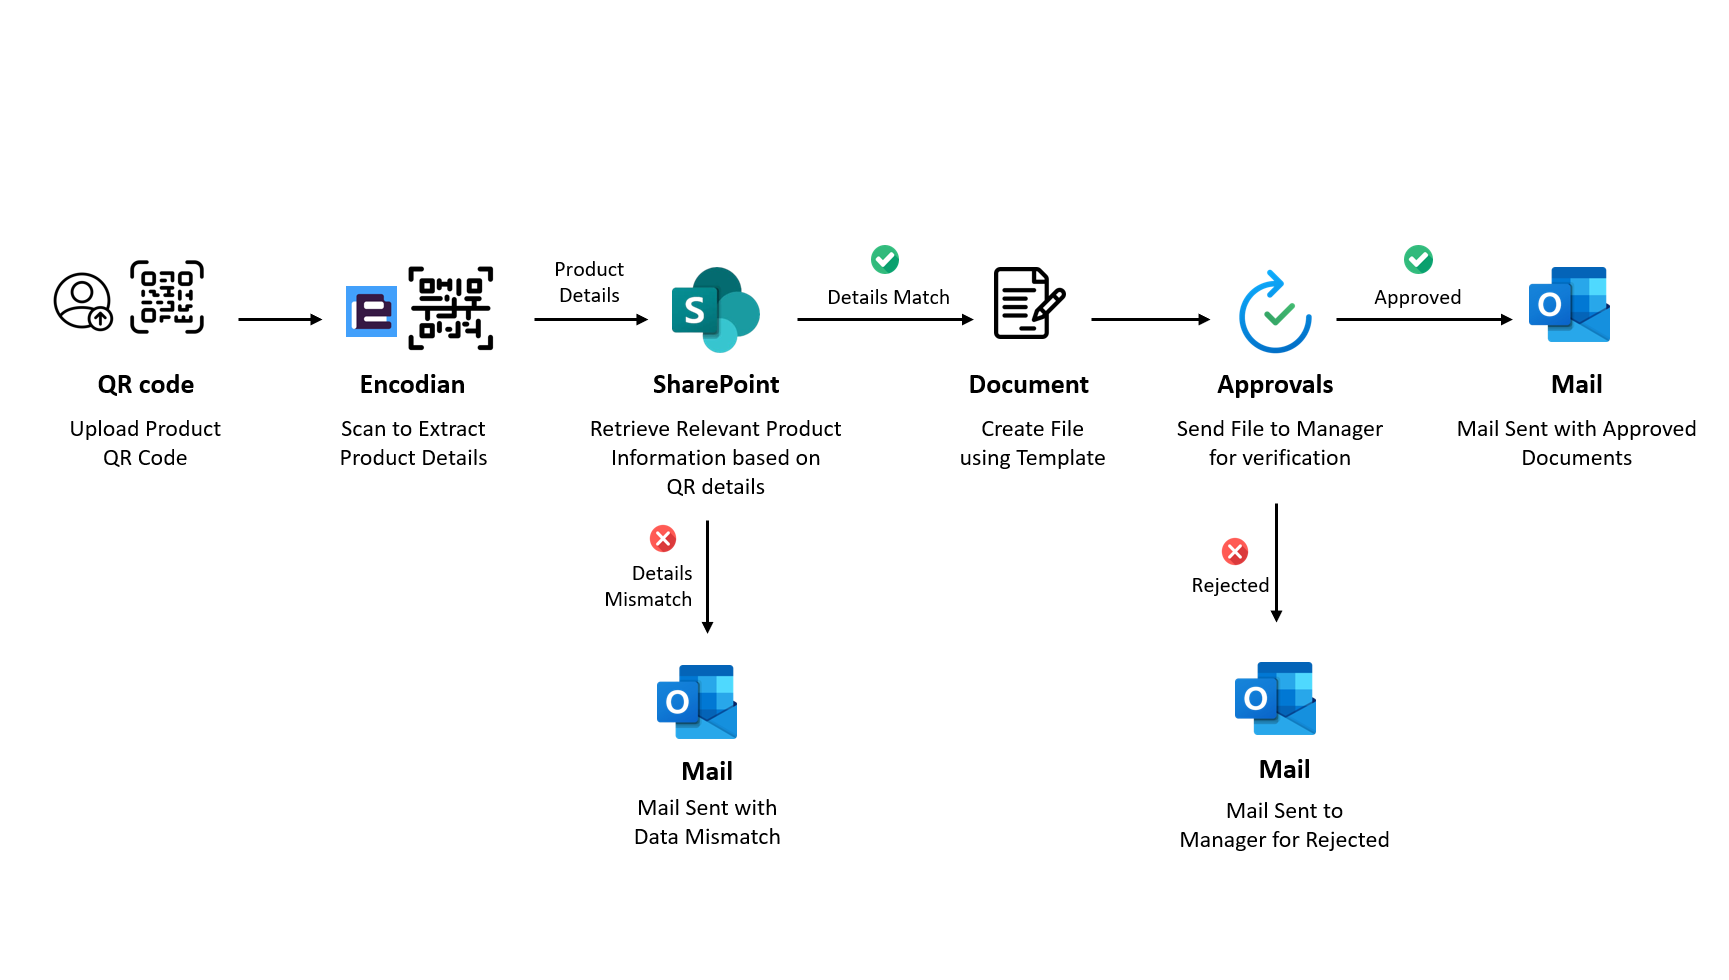 Product
Details
Details Match
Approved
S
O
QR code
Encodian
SharePoint
Document
Approvals
Mail
Upload Product
QR Code
Scan to Extract
Product Details
Retrieve Relevant Product
Information based on
QR details
Create File
using Template
Send File to Manager
for verification
Mail Sent with Approved
Documents
Details
Mismatch
Rejected
O
Mail
Mail Sent with
Data Mismatch
O
Mail
Mail Sent to
Manager for Rejected